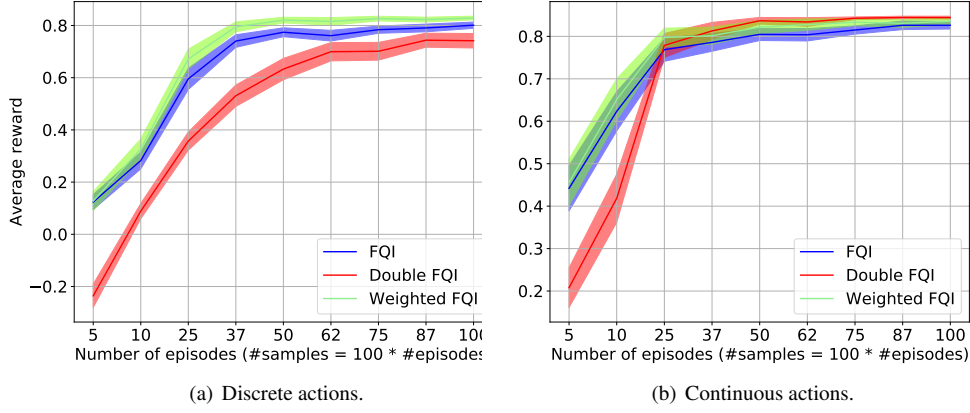 Average reward
0.8
0.6
0.4
0.2
0.0
−0.2
5 10 25 37 50 62 75 87 100
Number of episodes (#samples = 100 * #episodes
FQI
Double FQI
Weighted FQI
(a) Discrete actions.
0.8
0.7
0.6
0.5
0.4
0.3
0.2
5 10 25 37 50 62 75 87 100
Number of episodes (#samples = 100 * #episodes)
FQI
Double FQI
Weighted FQI
(b) Continuous actions.